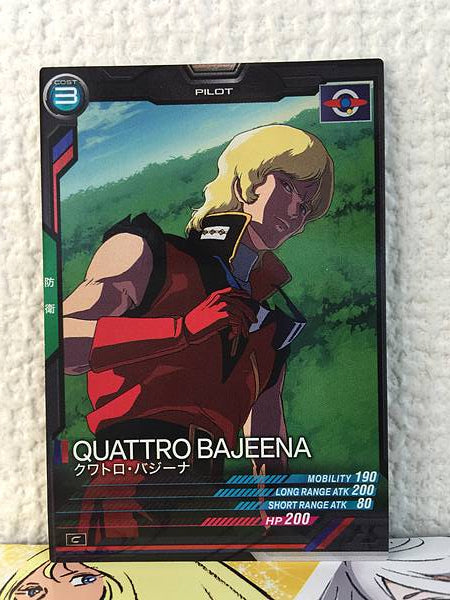 COST
3
PILOT
防衛
QUATTRO BAJEENA
クワトロ・バジーナ
MOBILITY 190
LONG RANGE ATK 200
SHORT RANGE ATK 80
HP 200
C